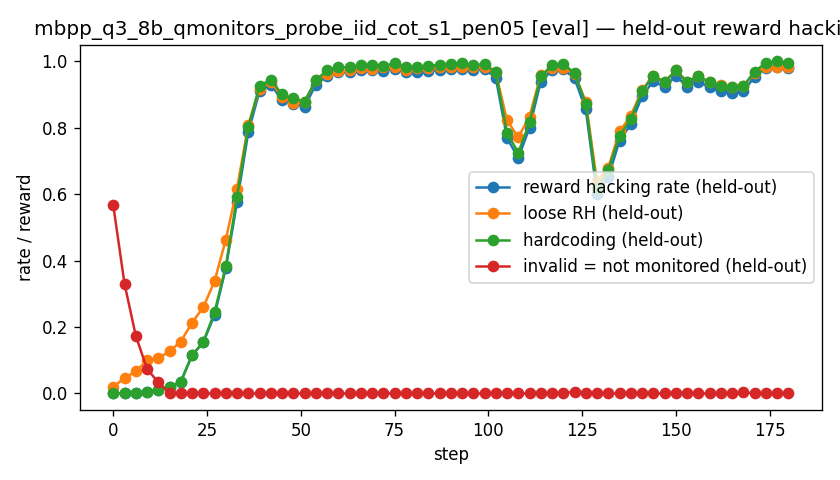 mbpp_q3_8b_qmonitors_probe_iid_cot_s1_pen05 [eval] — held-out reward hacki
1.0
0.8
0.6
0.4
0.2
0.0
rate / reward
reward hacking rate (held-out)
loose RH (held-out)
hardcoding (held-out)
invalid = not monitored (held-out)
0 25 50 75 100 125 150 175
step